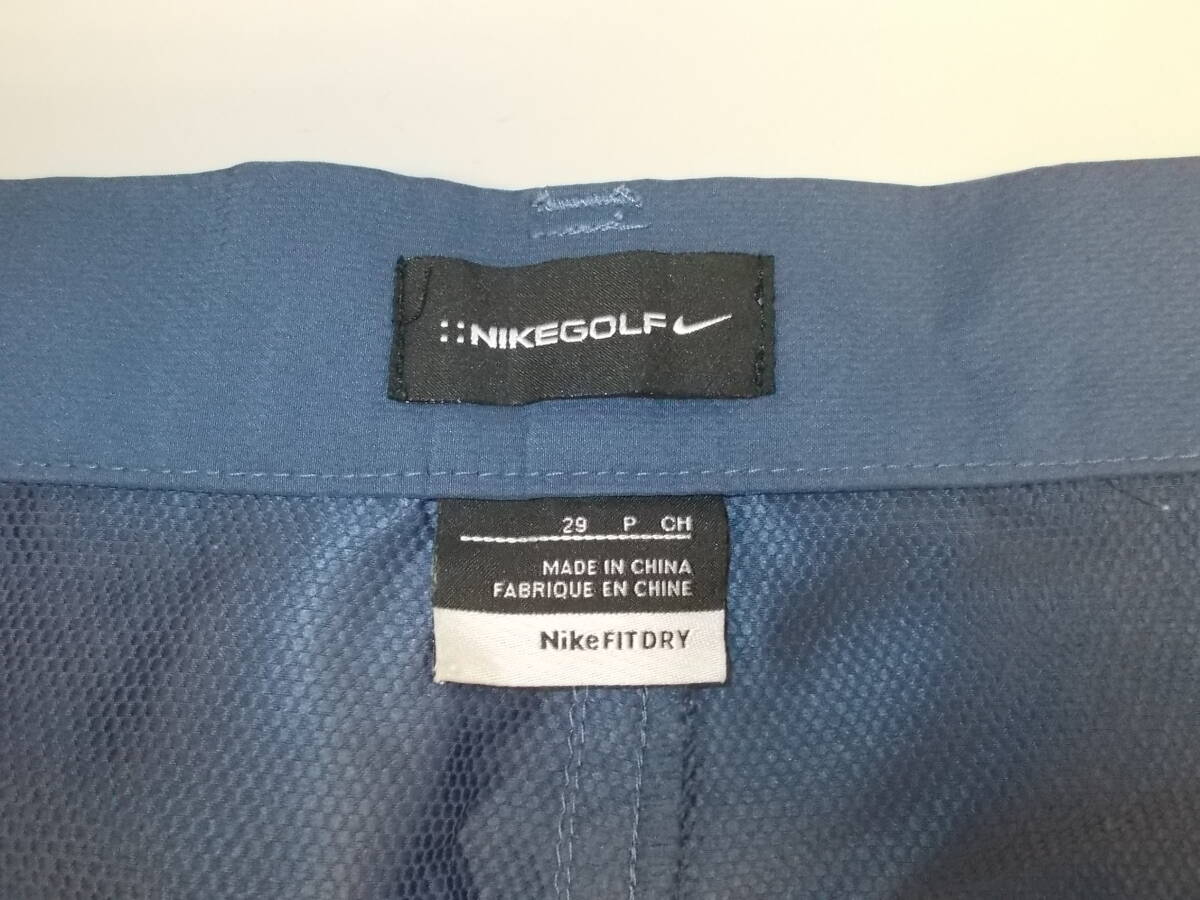 ::NIKEGOLF
29 P CH
MADE IN CHINA
FABRIQUE EN CHINE
NikeFITDRY